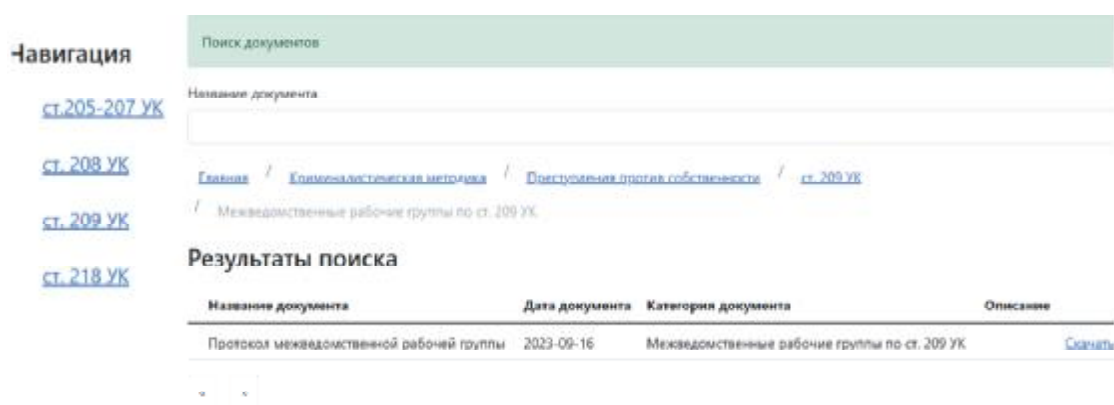 Навигация
ст.205-207 УК
ст. 208 УК
ст. 209 УК
ст. 218 УК
Поиск документов
Название документа
Главная / Криминалистическая методика / Преступления против собственности / ст. 209 УК
/ Межведомственные рабочие группы по ст. 209 УК
Результаты поиска
Название документа Дата документа Категория документа Описание
Протокол межведомственной рабочей группы 2023-09-16 Межведомственные рабочие группы по ст. 209 УК Скачать